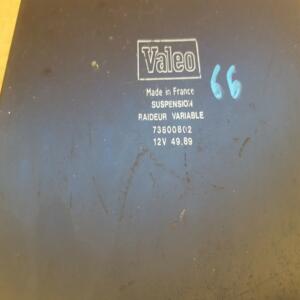 Valeo
66
Made in France
SUSPENSION
RAIDEUR VARIABLE
73600802
12V 49.89